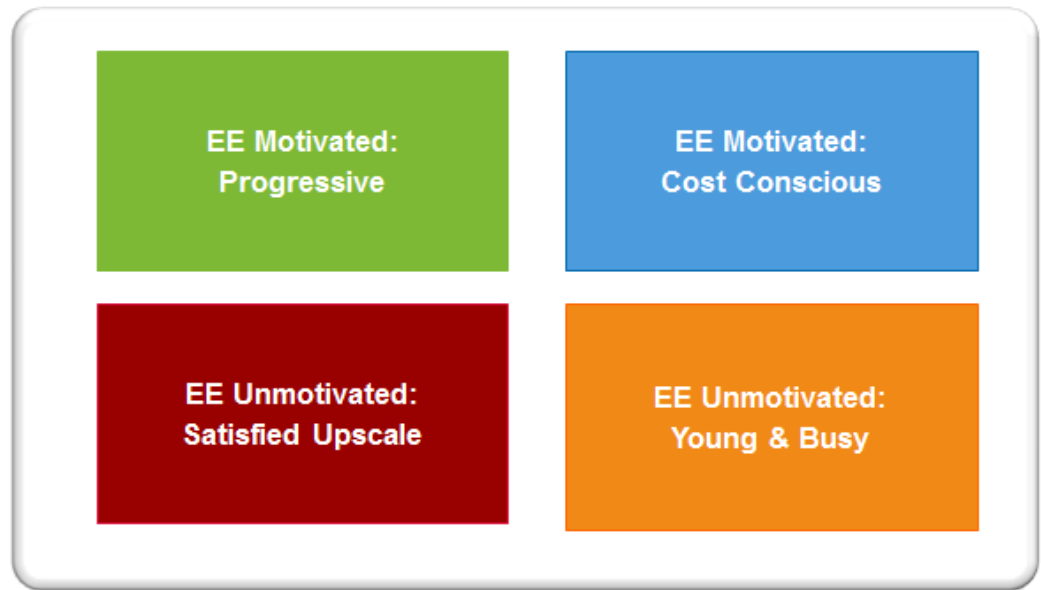 EE Motivated:
Progressive
EE Motivated:
Cost Conscious
EE Unmotivated:
Satisfied Upscale
EE Unmotivated:
Young & Busy